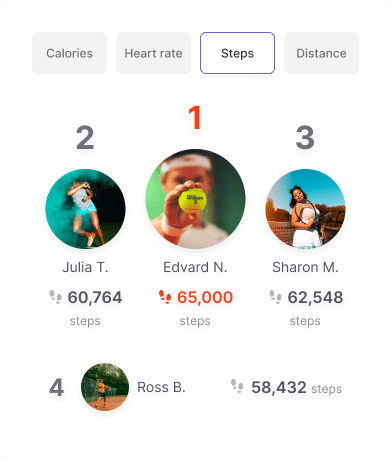 Calories Heart rate Steps Distance
1
2 3
Wilson
Julia T. Edvard N. Sharon M.
60,764 65,000 62,548
steps steps steps
4 Ross B. 58,432 steps